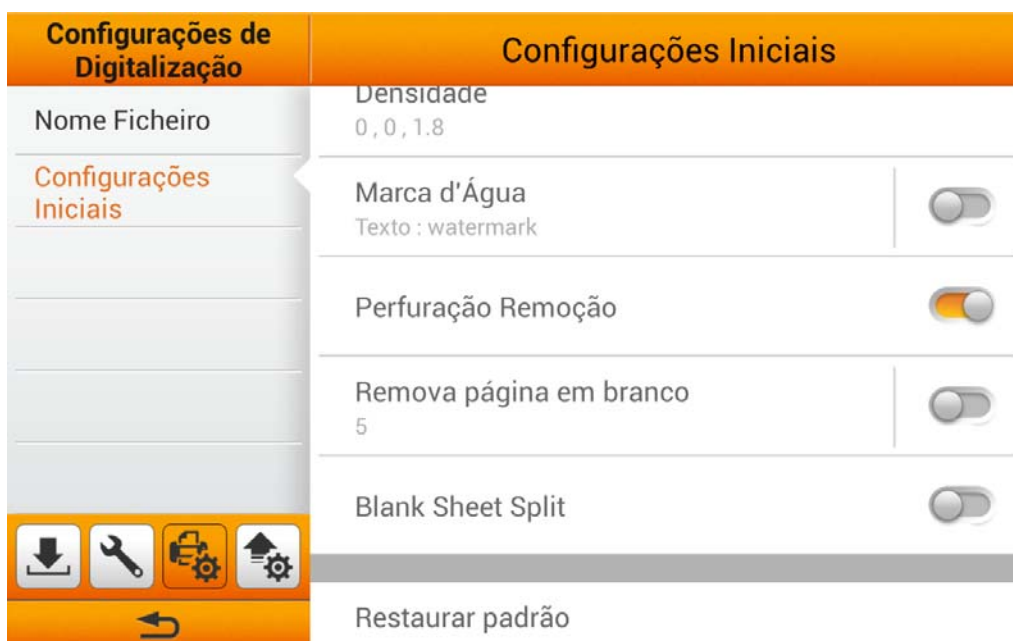 Configurações de
Digitalização
Configurações Iniciais
Nome Ficheiro
Configurações
Iniciais
Densidade
0 , 0 , 1.8
Marca d'Água
Texto : watermark
Perfuração Remoção
Remova página em branco
5
Blank Sheet Split
Restaurar padrão